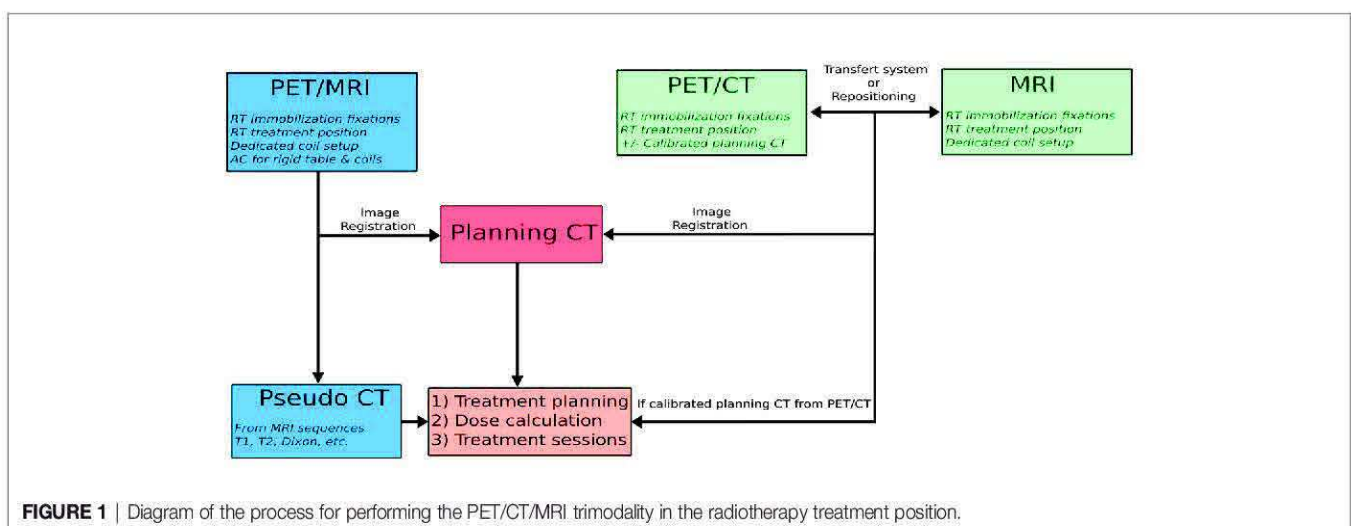 PET/MRI
RT immobilization fixations
RT treatment position
Dedicated coil setup
AC for rigid table & coils
PET/CT
RT immobilization fixations
RT treatment position
+/- Calibrated planning CT
Transfert system
or
Repositioning
MRI
RT immobilization fixations
RT treatment position
Dedicated coil setup
Image
Registration
Planning CT
Image
Registration
Pseudo CT
From MRI sequences
T1, T2, Dixon, etc.
1) Treatment planning
2) Dose calculation
3) Treatment sessions
If calibrated planning CT from PET/CT
FIGURE 1 | Diagram of the process for performing the PET/CT/MRI trimodality in the radiotherapy treatment position.